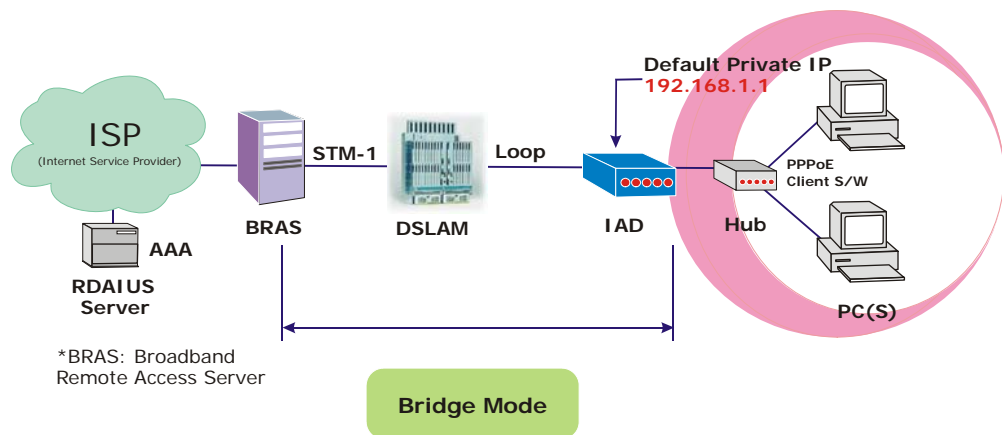 Default Private IP
192.168.1.1
ISP
(Internet Service Provider)
STM-1
Loop
PPPoE
Client S/W
BRAS
DSLAM
IAD
Hub
AAA
RDAIUS
Server
PC(S)
*BRAS: Broadband
Remote Access Server
Bridge Mode